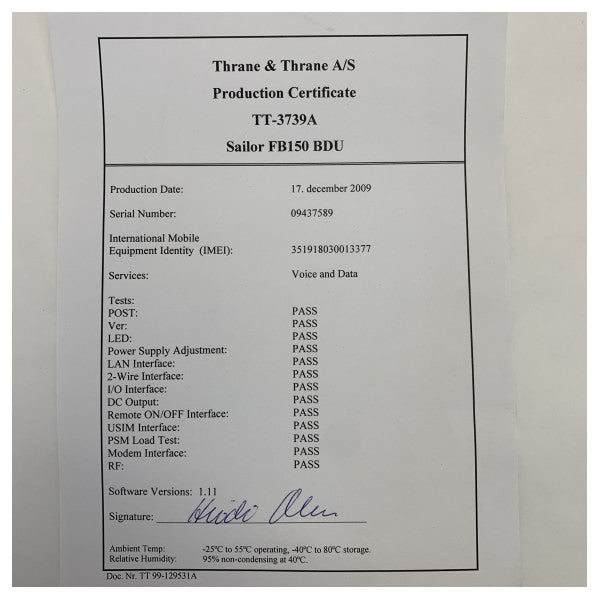 Thrane & Thrane A/S
Production Certificate
TT-3739A
Sailor FB150 BDU
Production Date: 17. december 2009
Serial Number: 09437589
International Mobile
Equipment Identity (IMEI): 351918030013377
Services: Voice and Data
Tests:
POST: PASS
Ver: PASS
LED: PASS
Power Supply Adjustment: PASS
LAN Interface: PASS
2-Wire Interface: PASS
I/O Interface: PASS
DC Output: PASS
Remote ON/OFF Interface: PASS
USIM Interface: PASS
PSM Load Test: PASS
Modem Interface: PASS
RF: PASS
Software Versions: 1.11
Signature:
Ambient Temp: -25°C to 55°C operating, -40°C to 80°C storage.
Relative Humidity: 95% non-condensing at 40°C.
Doc. Nr. TT 99-129531A